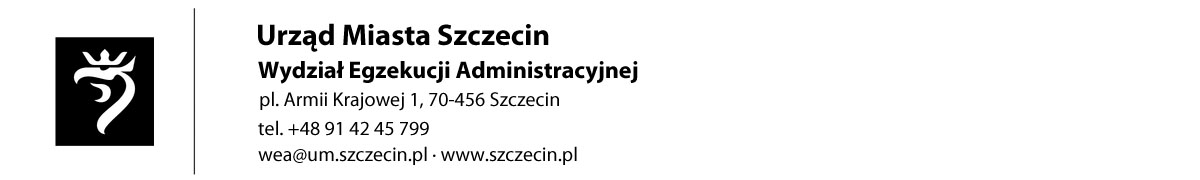 Urząd Miasta Szczecin
Wydział Egzekucji Administracyjnej
pl. Armii Krajowej 1, 70-456 Szczecin
tel. +48 91 42 45 799
wea@um.szczecin.pl · www.szczecin.pl